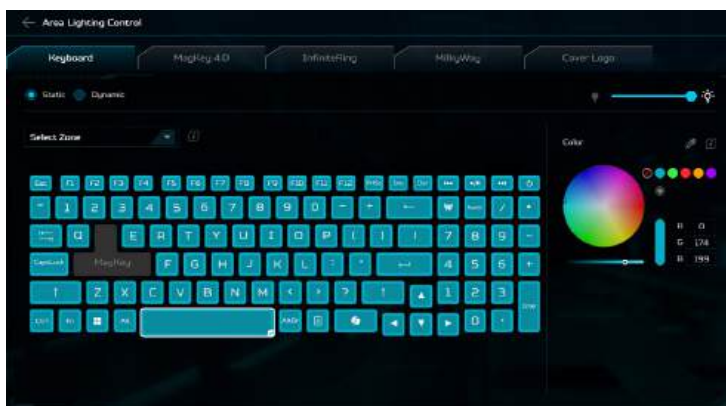 Area Lighting Control
Keyboard MagKey 4.0 InfiniteRing MilkyWay Cover Logo
Static Dynamic
Select Zone
Color
Esc F1 F2 F3 F4 F5 F6 F7 F8 F9 F10 F11 F12
1 2 3 4 5 6 7 8 9 0 - + / *
Q E R T Y U I O P [ ] \ 7 8 9 -
CapsLock MagKey F G H J K L 4 5 6 +
Z X C V B N M < > ? 1 2 3
Ctrl Fn Alt AltGr 0
R 0
G 174
B 199